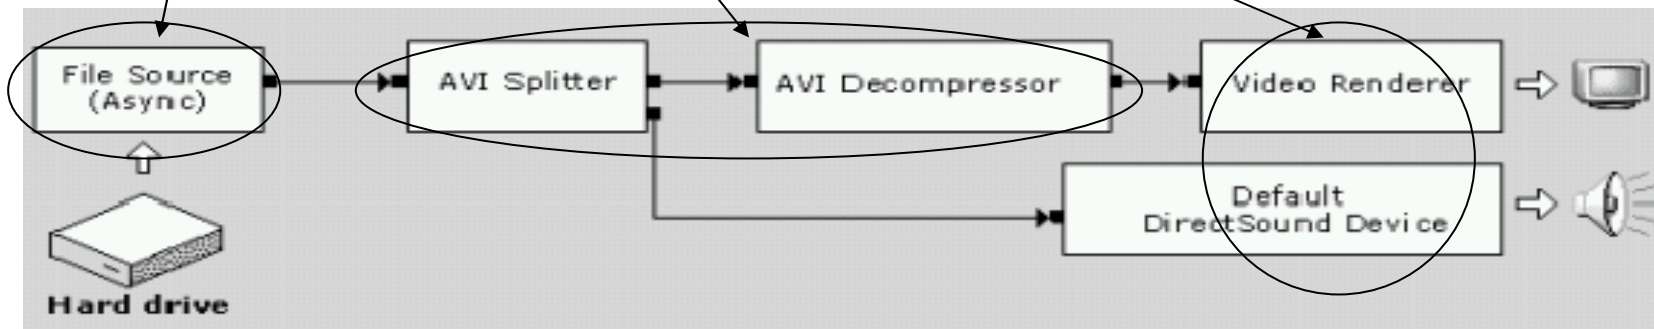 File Source
(Async)
AVI Splitter
AVI Decompressor
Video Renderer
Default
DirectSound Device
Hard drive